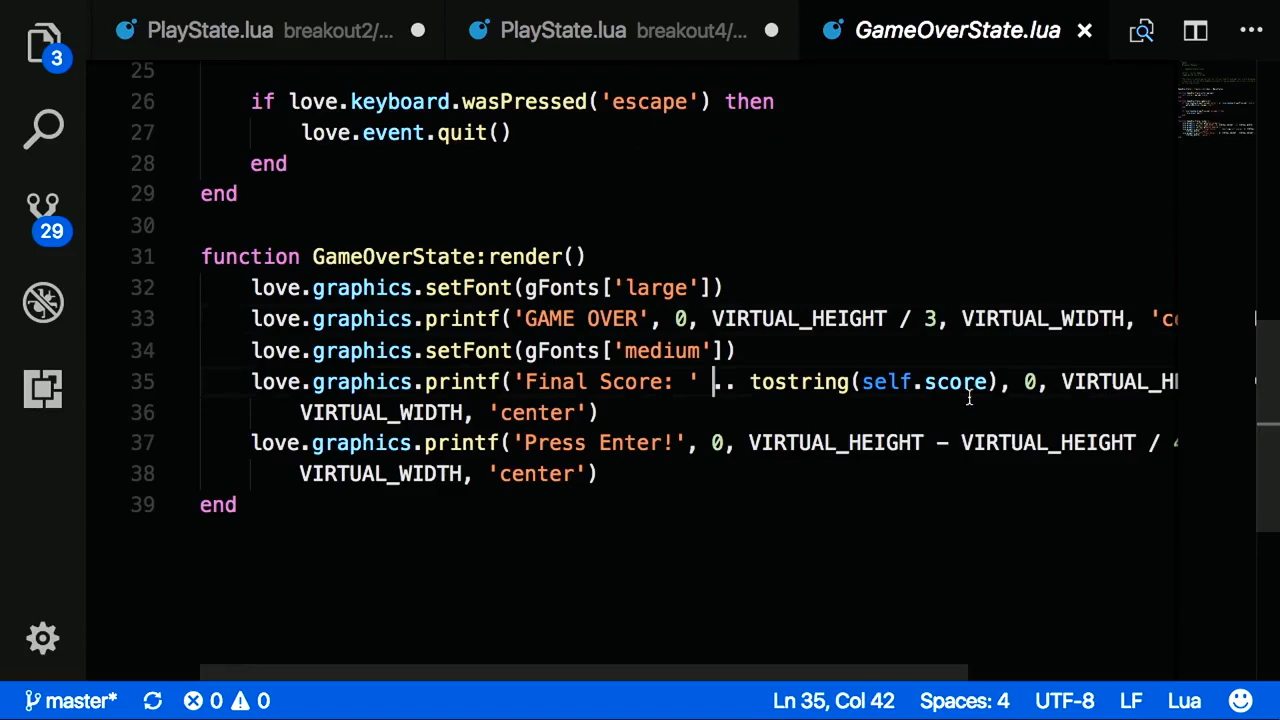 PlayState.lua breakout2/... PlayState.lua breakout4/... GameOverState.lua
3
25
26 if love.keyboard.wasPressed('escape') then
27 love.event.quit()
28 end
29 end
30
31 function GameOverState:render()
32 love.graphics.setFont(gFonts['large'])
33 love.graphics.printf('GAME OVER', 0, VIRTUAL_HEIGHT / 3, VIRTUAL_WIDTH, 'ce
34 love.graphics.setFont(gFonts['medium'])
35 love.graphics.printf('Final Score: ' .. tostring(self.score), 0, VIRTUAL_HE
36 VIRTUAL_WIDTH, 'center')
37 love.graphics.printf('Press Enter!', 0, VIRTUAL_HEIGHT - VIRTUAL_HEIGHT / 4
38 VIRTUAL_WIDTH, 'center')
39 end
29
master* 0 0 Ln 35, Col 42 Spaces: 4 UTF-8 LF Lua